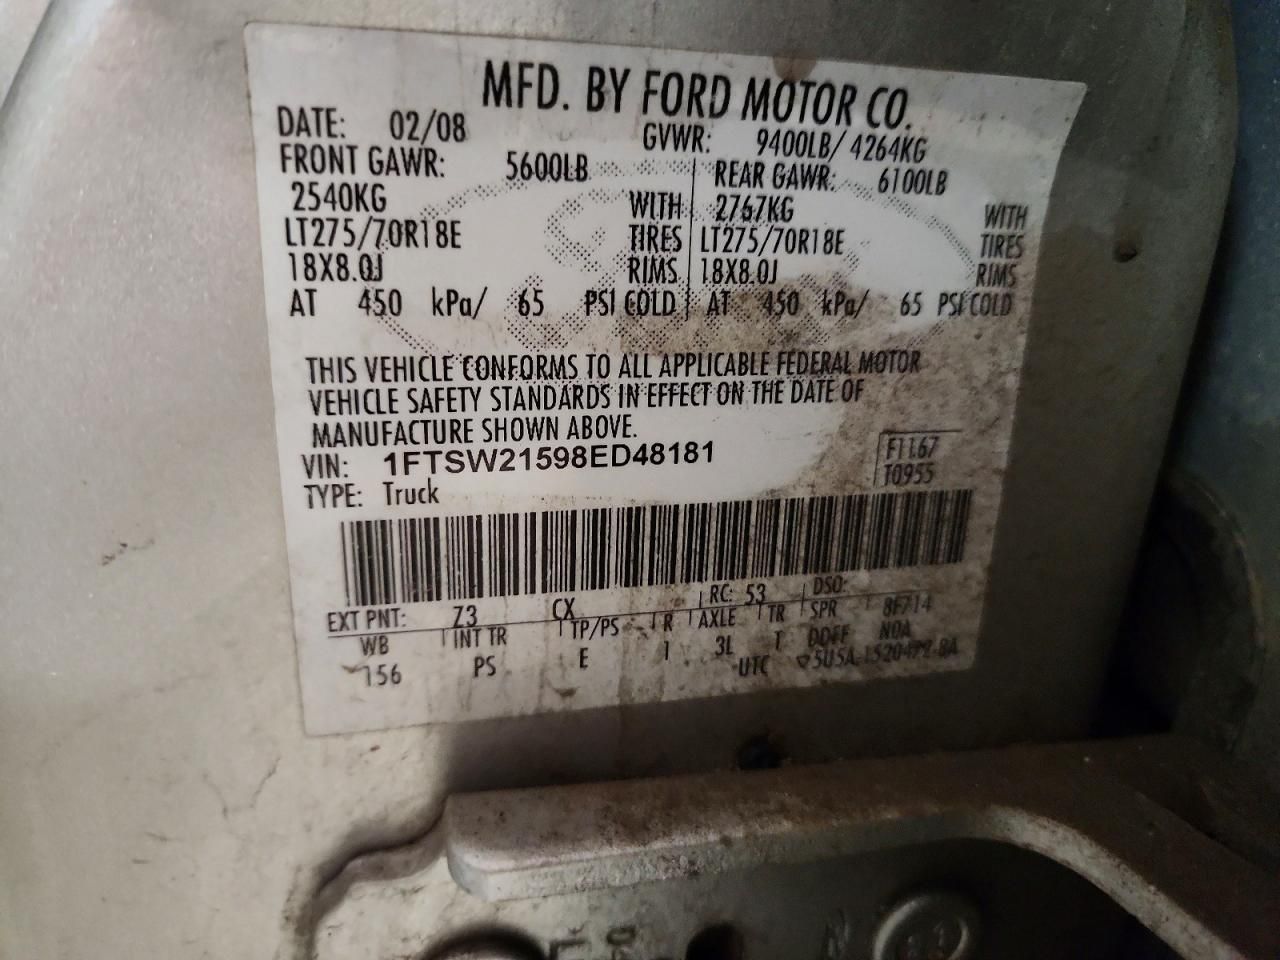 MFD. BY FORD MOTOR CO.
DATE: 02/08 GVWR: 9400LB/ 4264KG
FRONT GAWR: 5600LB REAR GAWR: 6100LB
2540KG WITH 2767KG WITH
LT275/70R18E TIRES LT275/70R18E TIRES
18X8.0J RIMS 18X8.0J RIMS
AT 450 kPa/ 65 PSI COLD AT 450 kPa/ 65 PSI COLD
THIS VEHICLE CONFORMS TO ALL APPLICABLE FEDERAL MOTOR
VEHICLE SAFETY STANDARDS IN EFFECT ON THE DATE OF
MANUFACTURE SHOWN ABOVE.
VIN: 1FTSW21598ED48181 F1167
TYPE: Truck T0955
EXT PNT: Z3 CX RC: 53 DSO:
WB INT TR TP/PS R AXLE TR SPR 8F714
156 PS E I 3L T DOFF NOA
UTC